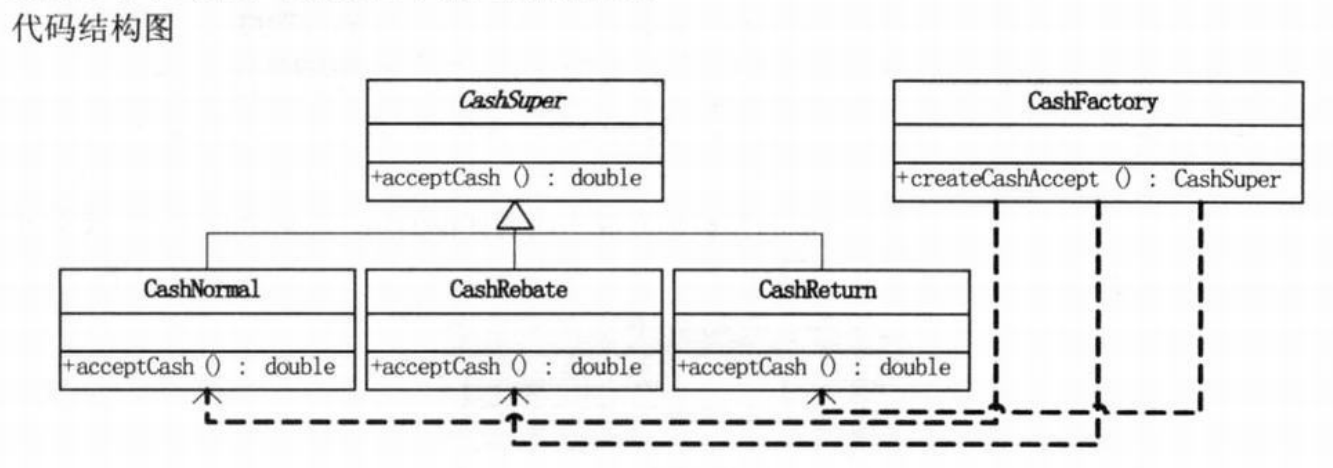 代码结构图
CashSuper
+acceptCash () : double
CashFactory
+createCashAccept () : CashSuper
CashNormal
+acceptCash () : double
CashRebate
+acceptCash () : double
CashReturn
+acceptCash () : double